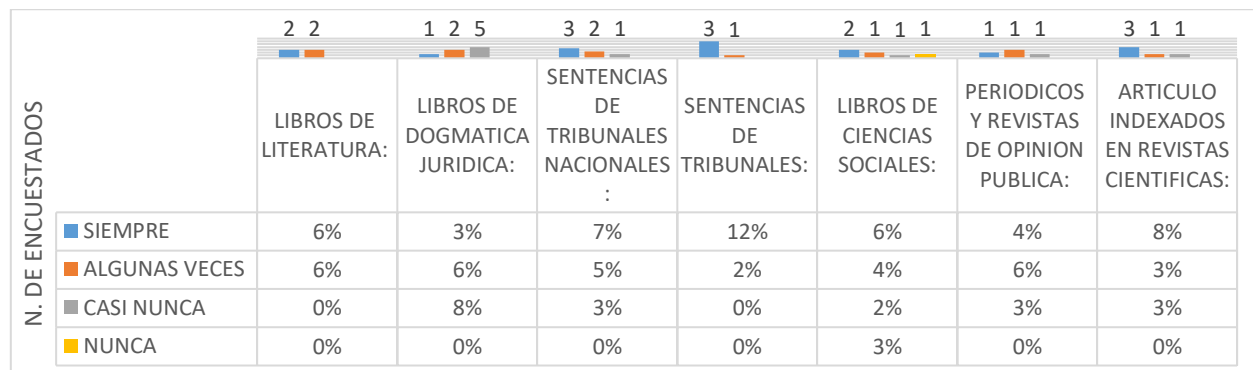 2 2 1 2 5 3 2 1 3 1 2 1 1 1 1 1 1 3 1 1
N. DE ENCUESTADOS
LIBROS DE
LITERATURA:
LIBROS DE
DOGMATICA
JURIDICA:
SENTENCIAS
DE
TRIBUNALES
NACIONALES
:
SENTENCIAS
DE
TRIBUNALES:
LIBROS DE
CIENCIAS
SOCIALES:
PERIODICOS
Y REVISTAS
DE OPINION
PUBLICA:
ARTICULO
INDEXADOS
EN REVISTAS
CIENTIFICAS:
SIEMPRE 6% 3% 7% 12% 6% 4% 8%
ALGUNAS VECES 6% 6% 5% 2% 4% 6% 3%
CASI NUNCA 0% 8% 3% 0% 2% 3% 3%
NUNCA 0% 0% 0% 0% 3% 0% 0%